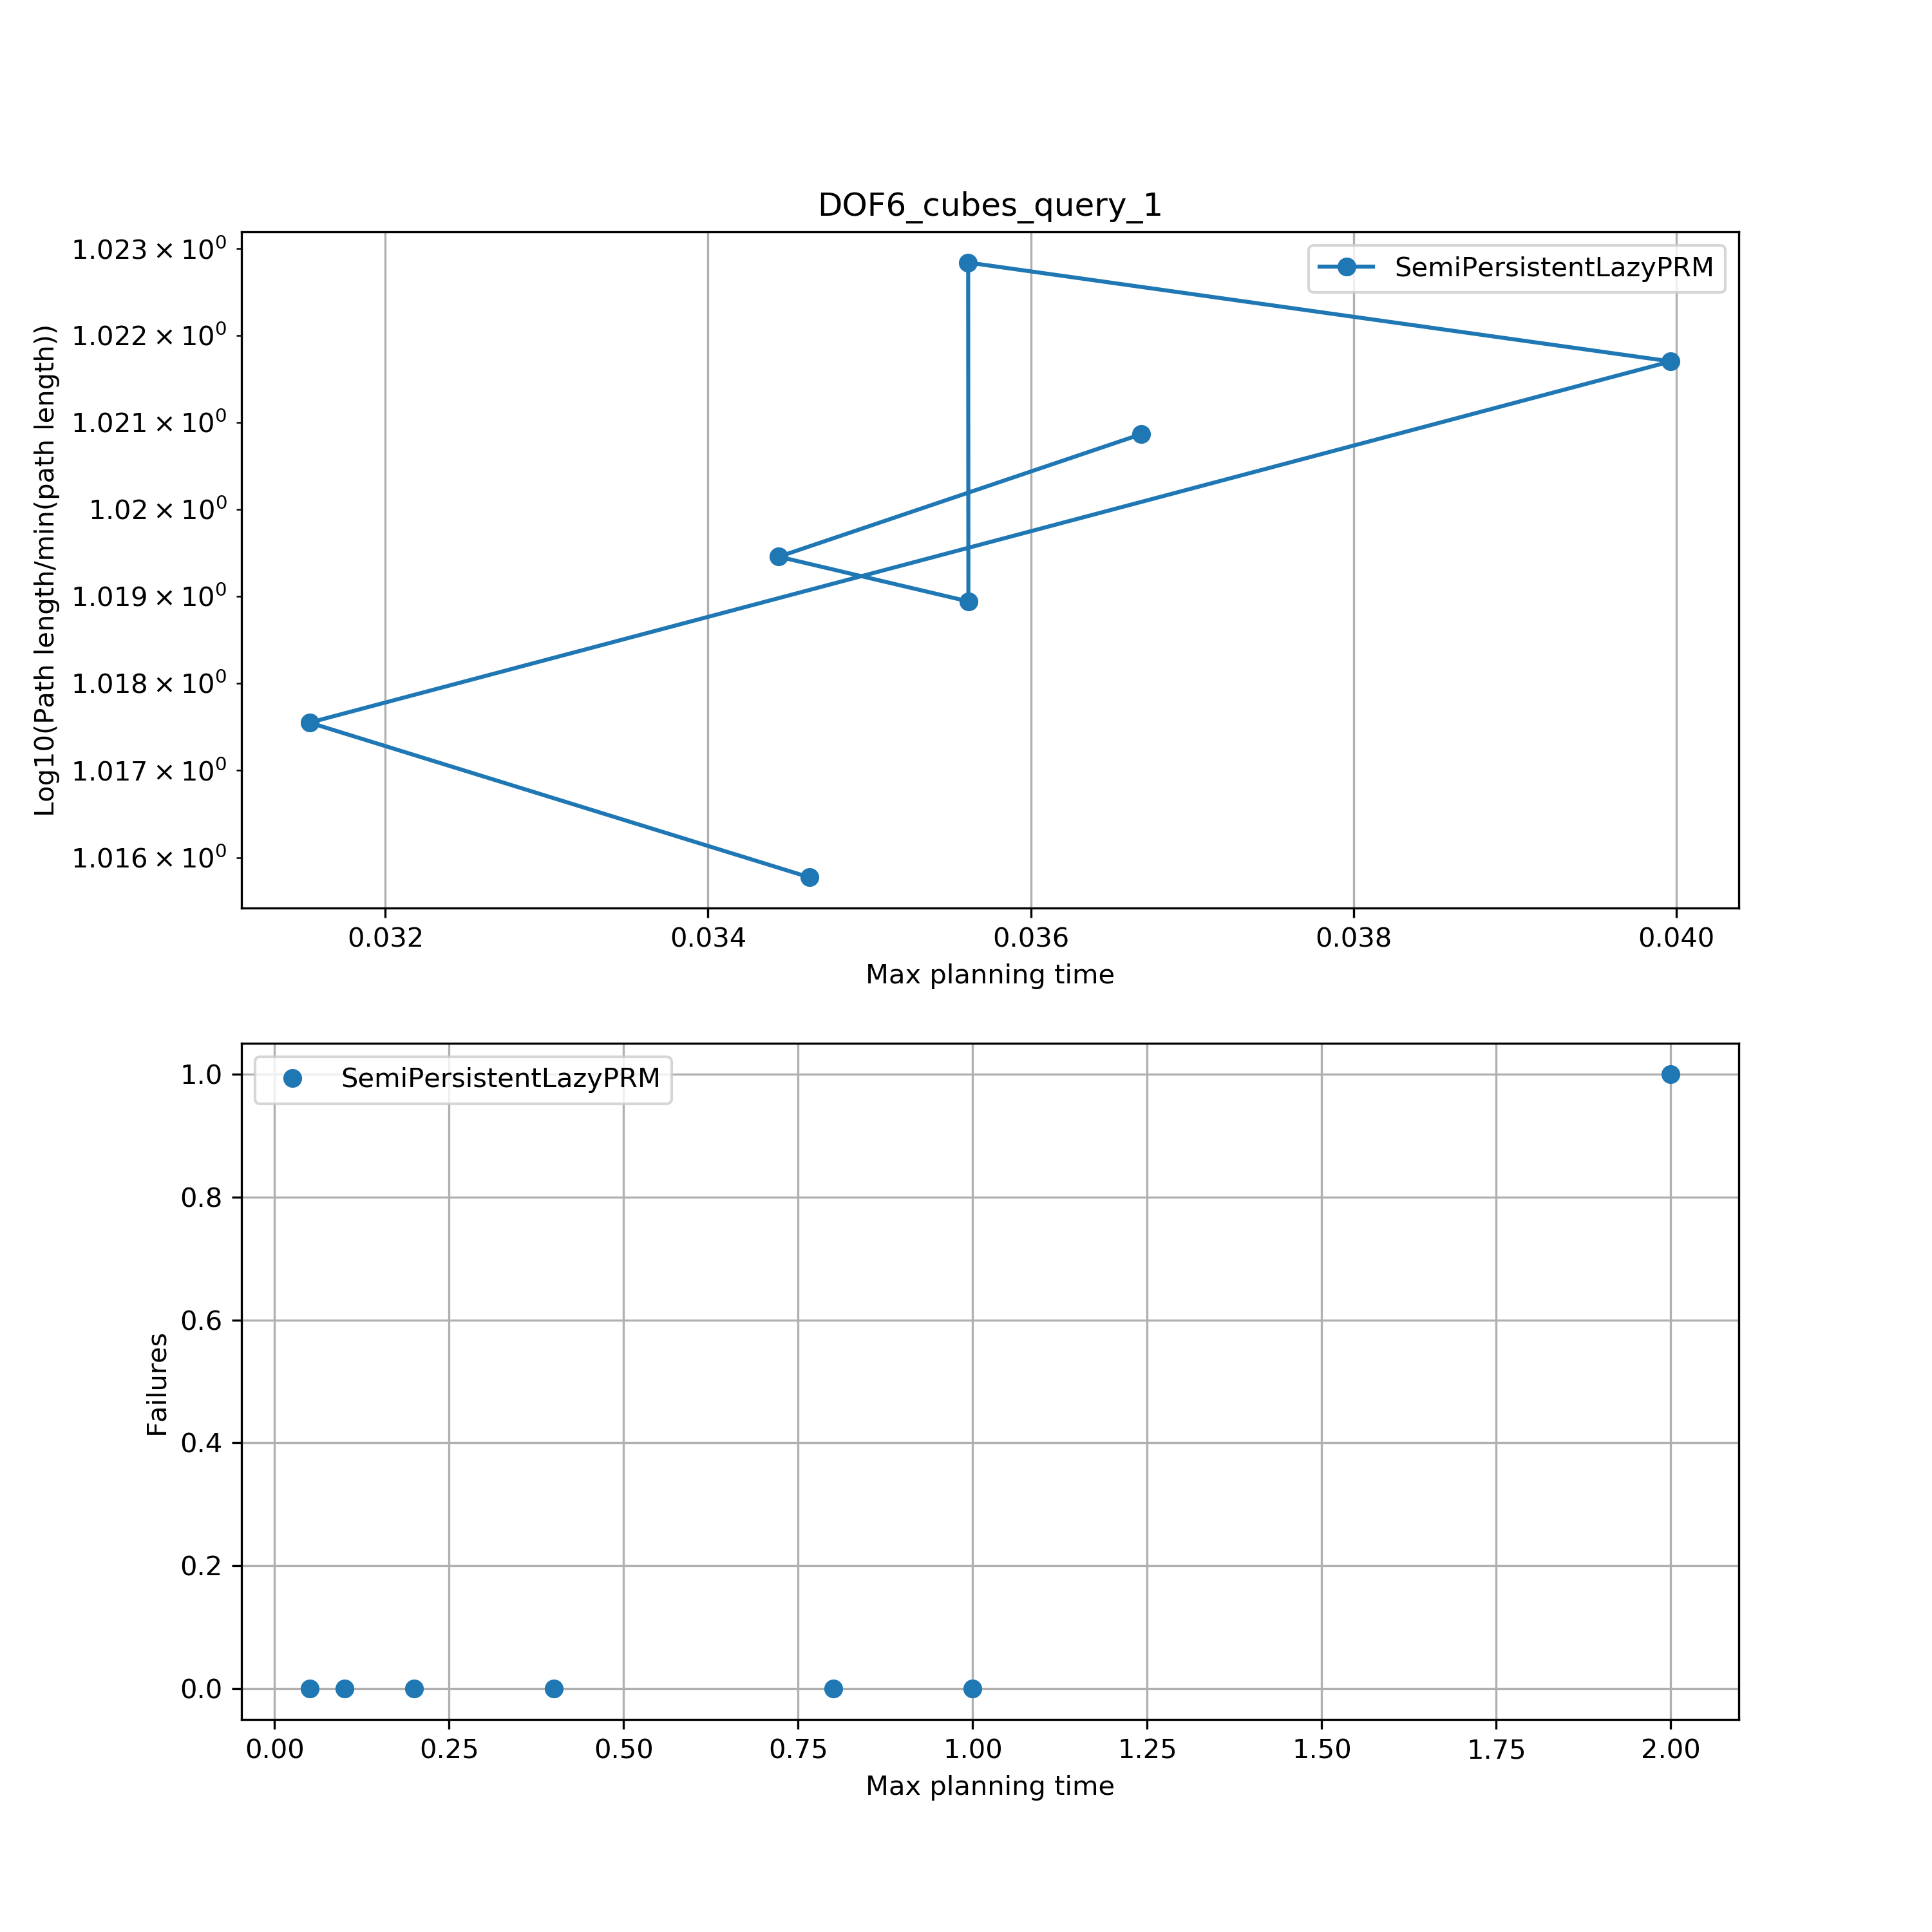 DOF6_cubes_query_1
SemiPersistentLazyPRM
Log10(Path length/min(path length))
1.023 × 10⁰
1.022 × 10⁰
1.021 × 10⁰
1.02 × 10⁰
1.019 × 10⁰
1.018 × 10⁰
1.017 × 10⁰
1.016 × 10⁰
0.032 0.034 0.036 0.038 0.040
Max planning time
SemiPersistentLazyPRM
Failures
1.0
0.8
0.6
0.4
0.2
0.0
0.00 0.25 0.50 0.75 1.00 1.25 1.50 1.75 2.00
Max planning time